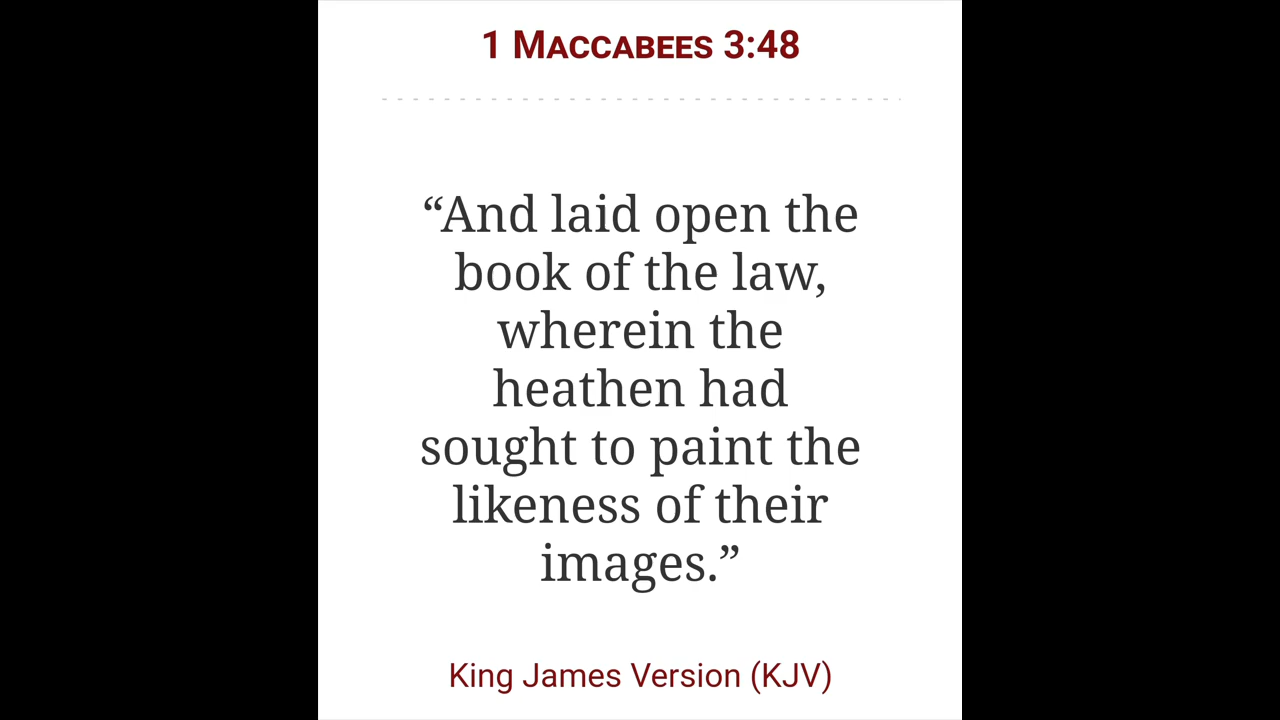 1 Maccabees 3:48
“And laid open the
book of the law,
wherein the
heathen had
sought to paint the
likeness of their
images.”
King James Version (KJV)